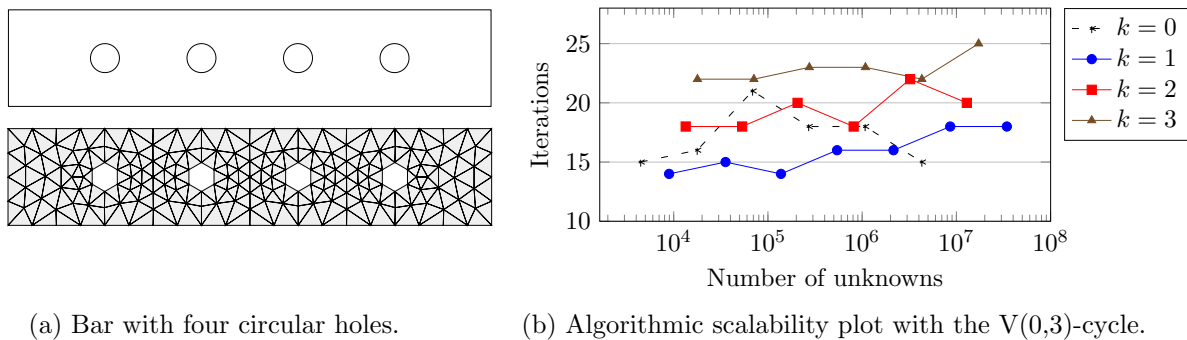 25
20
15
10
Iterations
10^4
10^5
10^6
10^7
10^8
Number of unknowns
k = 0
k = 1
k = 2
k = 3
(a) Bar with four circular holes.
(b) Algorithmic scalability plot with the V(0,3)-cycle.